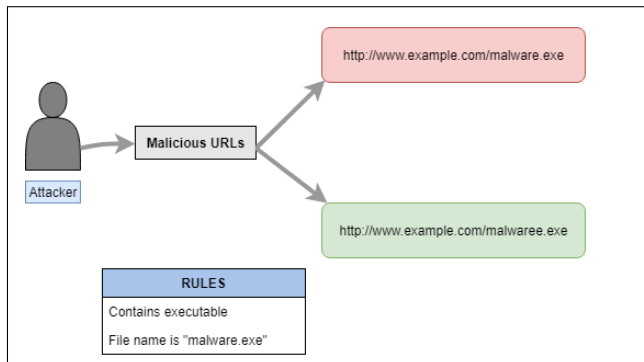 http://www.example.com/malware.exe
Malicious URLs
Attacker
http://www.example.com/malwaree.exe
RULES
Contains executable
File name is "malware.exe"